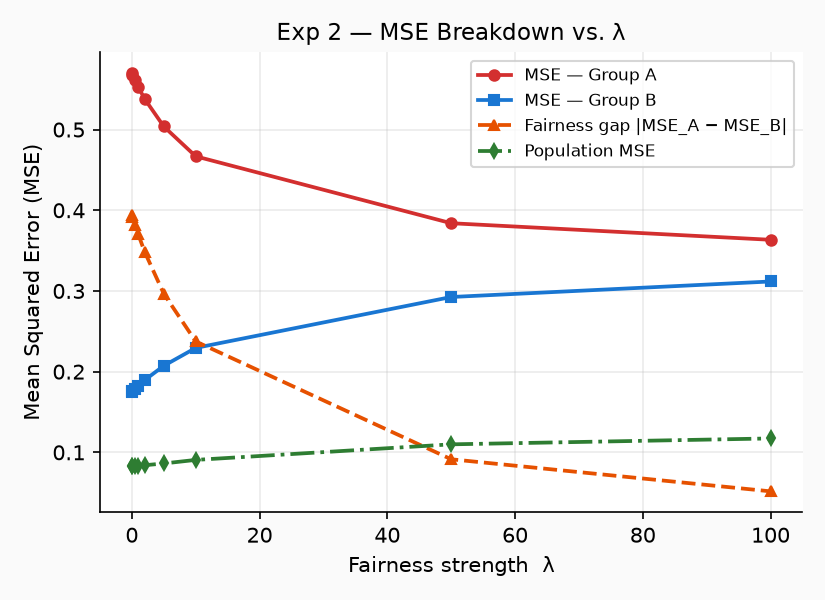 Exp 2 — MSE Breakdown vs. λ
MSE — Group A
MSE — Group B
Fairness gap |MSE_A − MSE_B|
Population MSE
Mean Squared Error (MSE)
0.5
0.4
0.3
0.2
0.1
0 20 40 60 80 100
Fairness strength λ